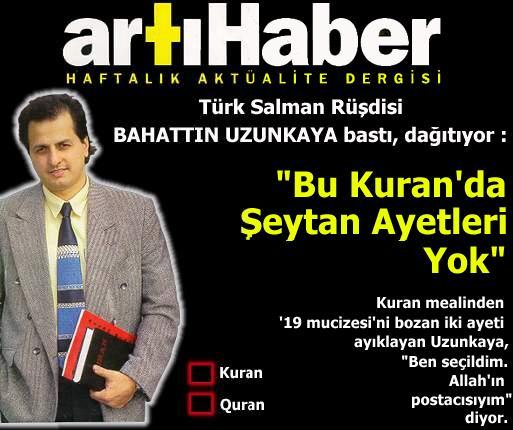 artıHaber
HAFTALIK AKTÜALİTE DERGİSİ
Türk Salman Rüşdisi
BAHATTIN UZUNKAYA bastı, dağıtıyor :
"Bu Kuran'da
Şeytan Ayetleri
Yok"
Kuran mealinden
'19 mucizesi'ni bozan iki ayeti
ayıklayan Uzunkaya,
"Ben seçildim.
Allah'ın
postacısıyım"
diyor.
Kuran
Quran